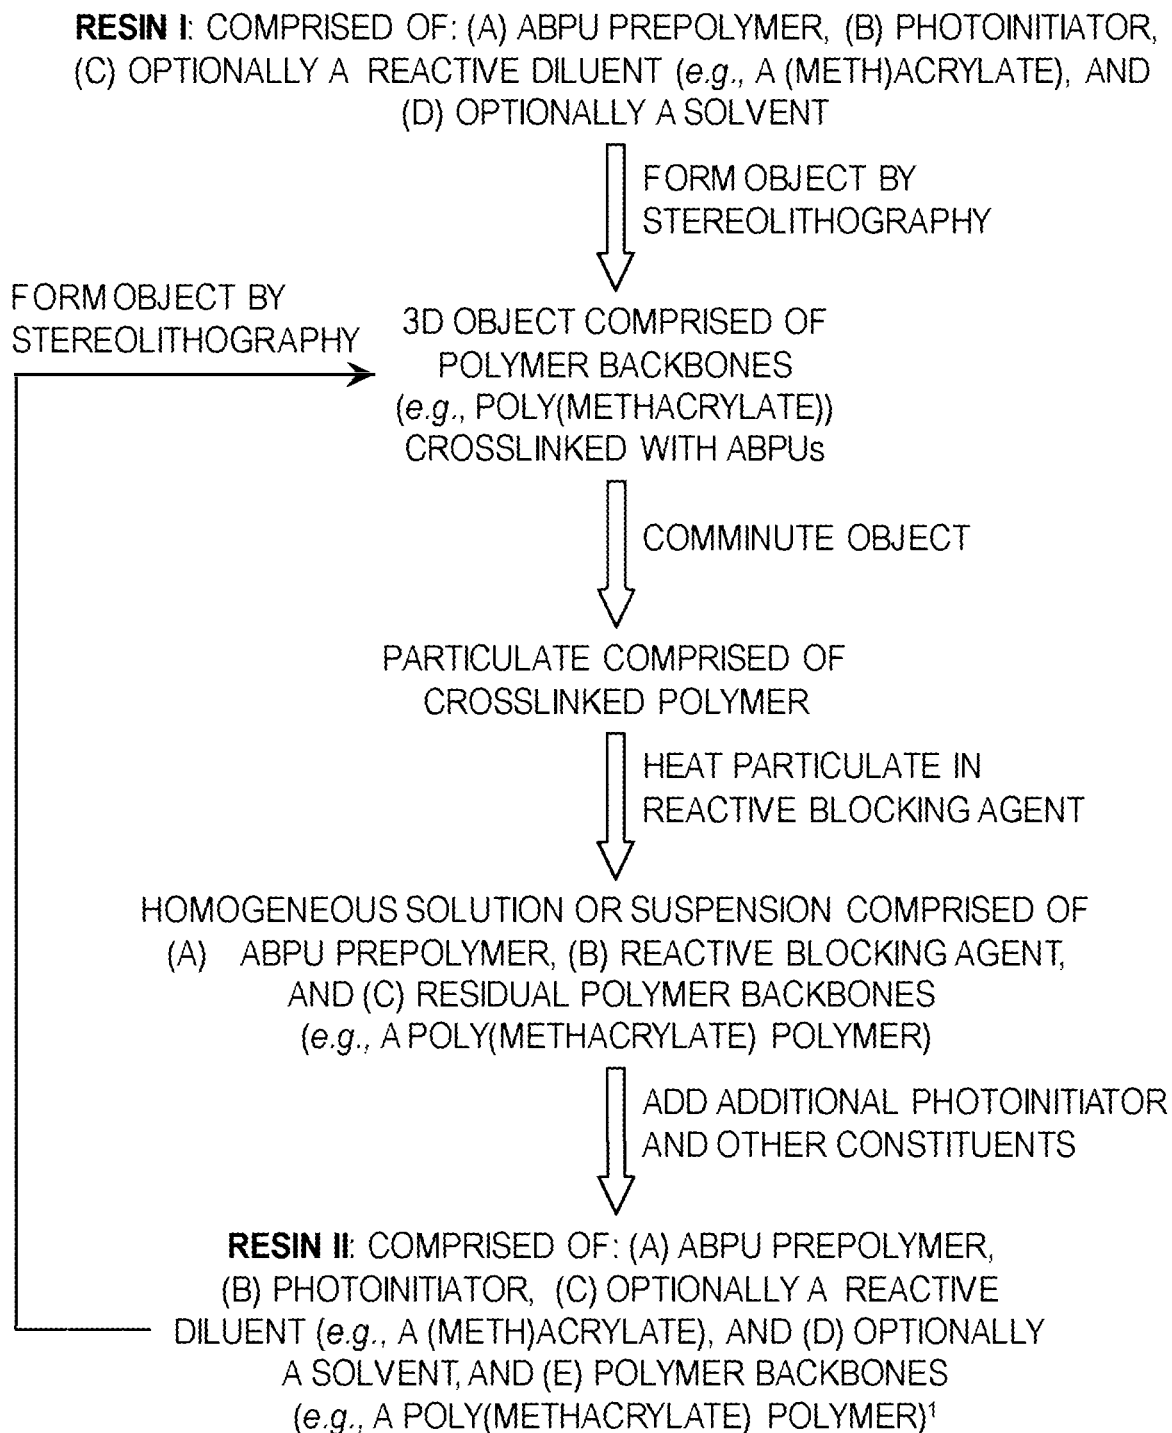 RESIN I: COMPRISED OF: (A) ABPU PREPOLYMER, (B) PHOTOINITIATOR,
(C) OPTIONALLY A REACTIVE DILUENT (e.g., A (METH)ACRYLATE), AND
(D) OPTIONALLY A SOLVENT
FORM OBJECT BY
STEREOLITHOGRAPHY
FORM OBJECT BY
STEREOLITHOGRAPHY
3D OBJECT COMPRISED OF
POLYMER BACKBONES
(e.g., POLY(METHACRYLATE))
CROSSLINKED WITH ABPUs
COMMINUTE OBJECT
PARTICULATE COMPRISED OF
CROSSLINKED POLYMER
HEAT PARTICULATE IN
REACTIVE BLOCKING AGENT
HOMOGENEOUS SOLUTION OR SUSPENSION COMPRISED OF
(A) ABPU PREPOLYMER, (B) REACTIVE BLOCKING AGENT,
AND (C) RESIDUAL POLYMER BACKBONES
(e.g., A POLY(METHACRYLATE) POLYMER)
ADD ADDITIONAL PHOTOINITIATOR
AND OTHER CONSTITUENTS
RESIN II: COMPRISED OF: (A) ABPU PREPOLYMER,
(B) PHOTOINITIATOR, (C) OPTIONALLY A REACTIVE
DILUENT (e.g., A (METH)ACRYLATE), AND (D) OPTIONALLY
A SOLVENT, AND (E) POLYMER BACKBONES
(e.g., A POLY(METHACRYLATE) POLYMER)¹